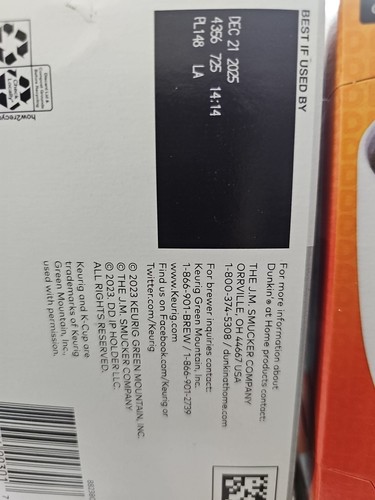 BEST IF USED BY
DEC 21 2025
4356 725 14:14
PL148 LA
For more information about
Dunkin'® at Home products contact:
THE J.M. SMUCKER COMPANY
ORRVILLE, OH 44667 USA
1-800-374-5308 / dunkinathome.com
For brewer inquiries contact:
Keurig Green Mountain, Inc.
1-866-901-BREW / 1-866-901-2739
www.Keurig.com
Find us on Facebook.com/Keurig or
Twitter.com/Keurig
© 2023 KEURIG GREEN MOUNTAIN, INC.
© THE J.M. SMUCKER COMPANY
© 2023. DD IP HOLDER LLC.
ALL RIGHTS RESERVED.
Keurig and K-Cup are
trademarks of Keurig
Green Mountain, Inc.,
used with permission.
Check
Locally*